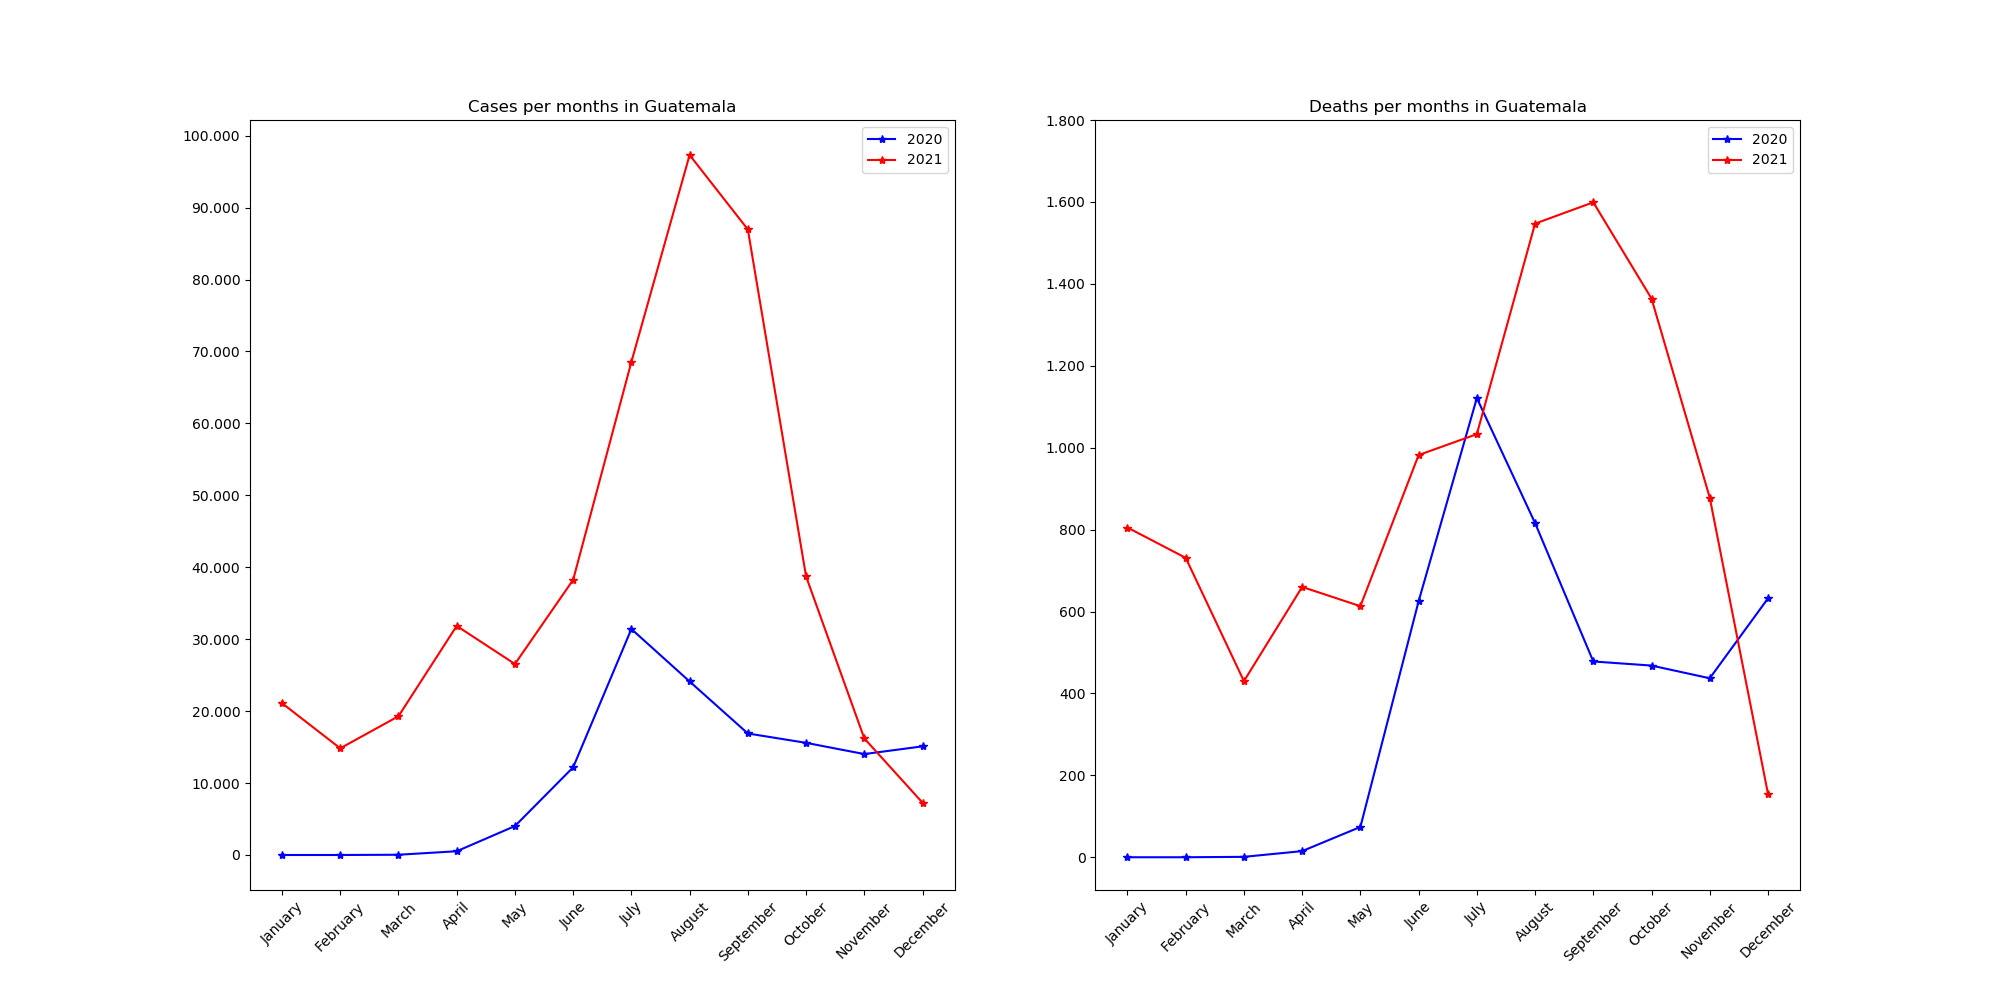 Cases per months in Guatemala
100.000
90.000
80.000
70.000
60.000
50.000
40.000
30.000
20.000
10.000
0
2020
2021
January
February
March
April
May
June
July
August
September
October
November
December
Deaths per months in Guatemala
1.800
1.600
1.400
1.200
1.000
800
600
400
200
0
2020
2021
January
February
March
April
May
June
July
August
September
October
November
December